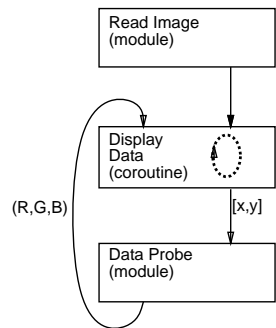 Read Image
(module)
Display
Data
(coroutine)
(R,G,B)
[x,y]
Data Probe
(module)